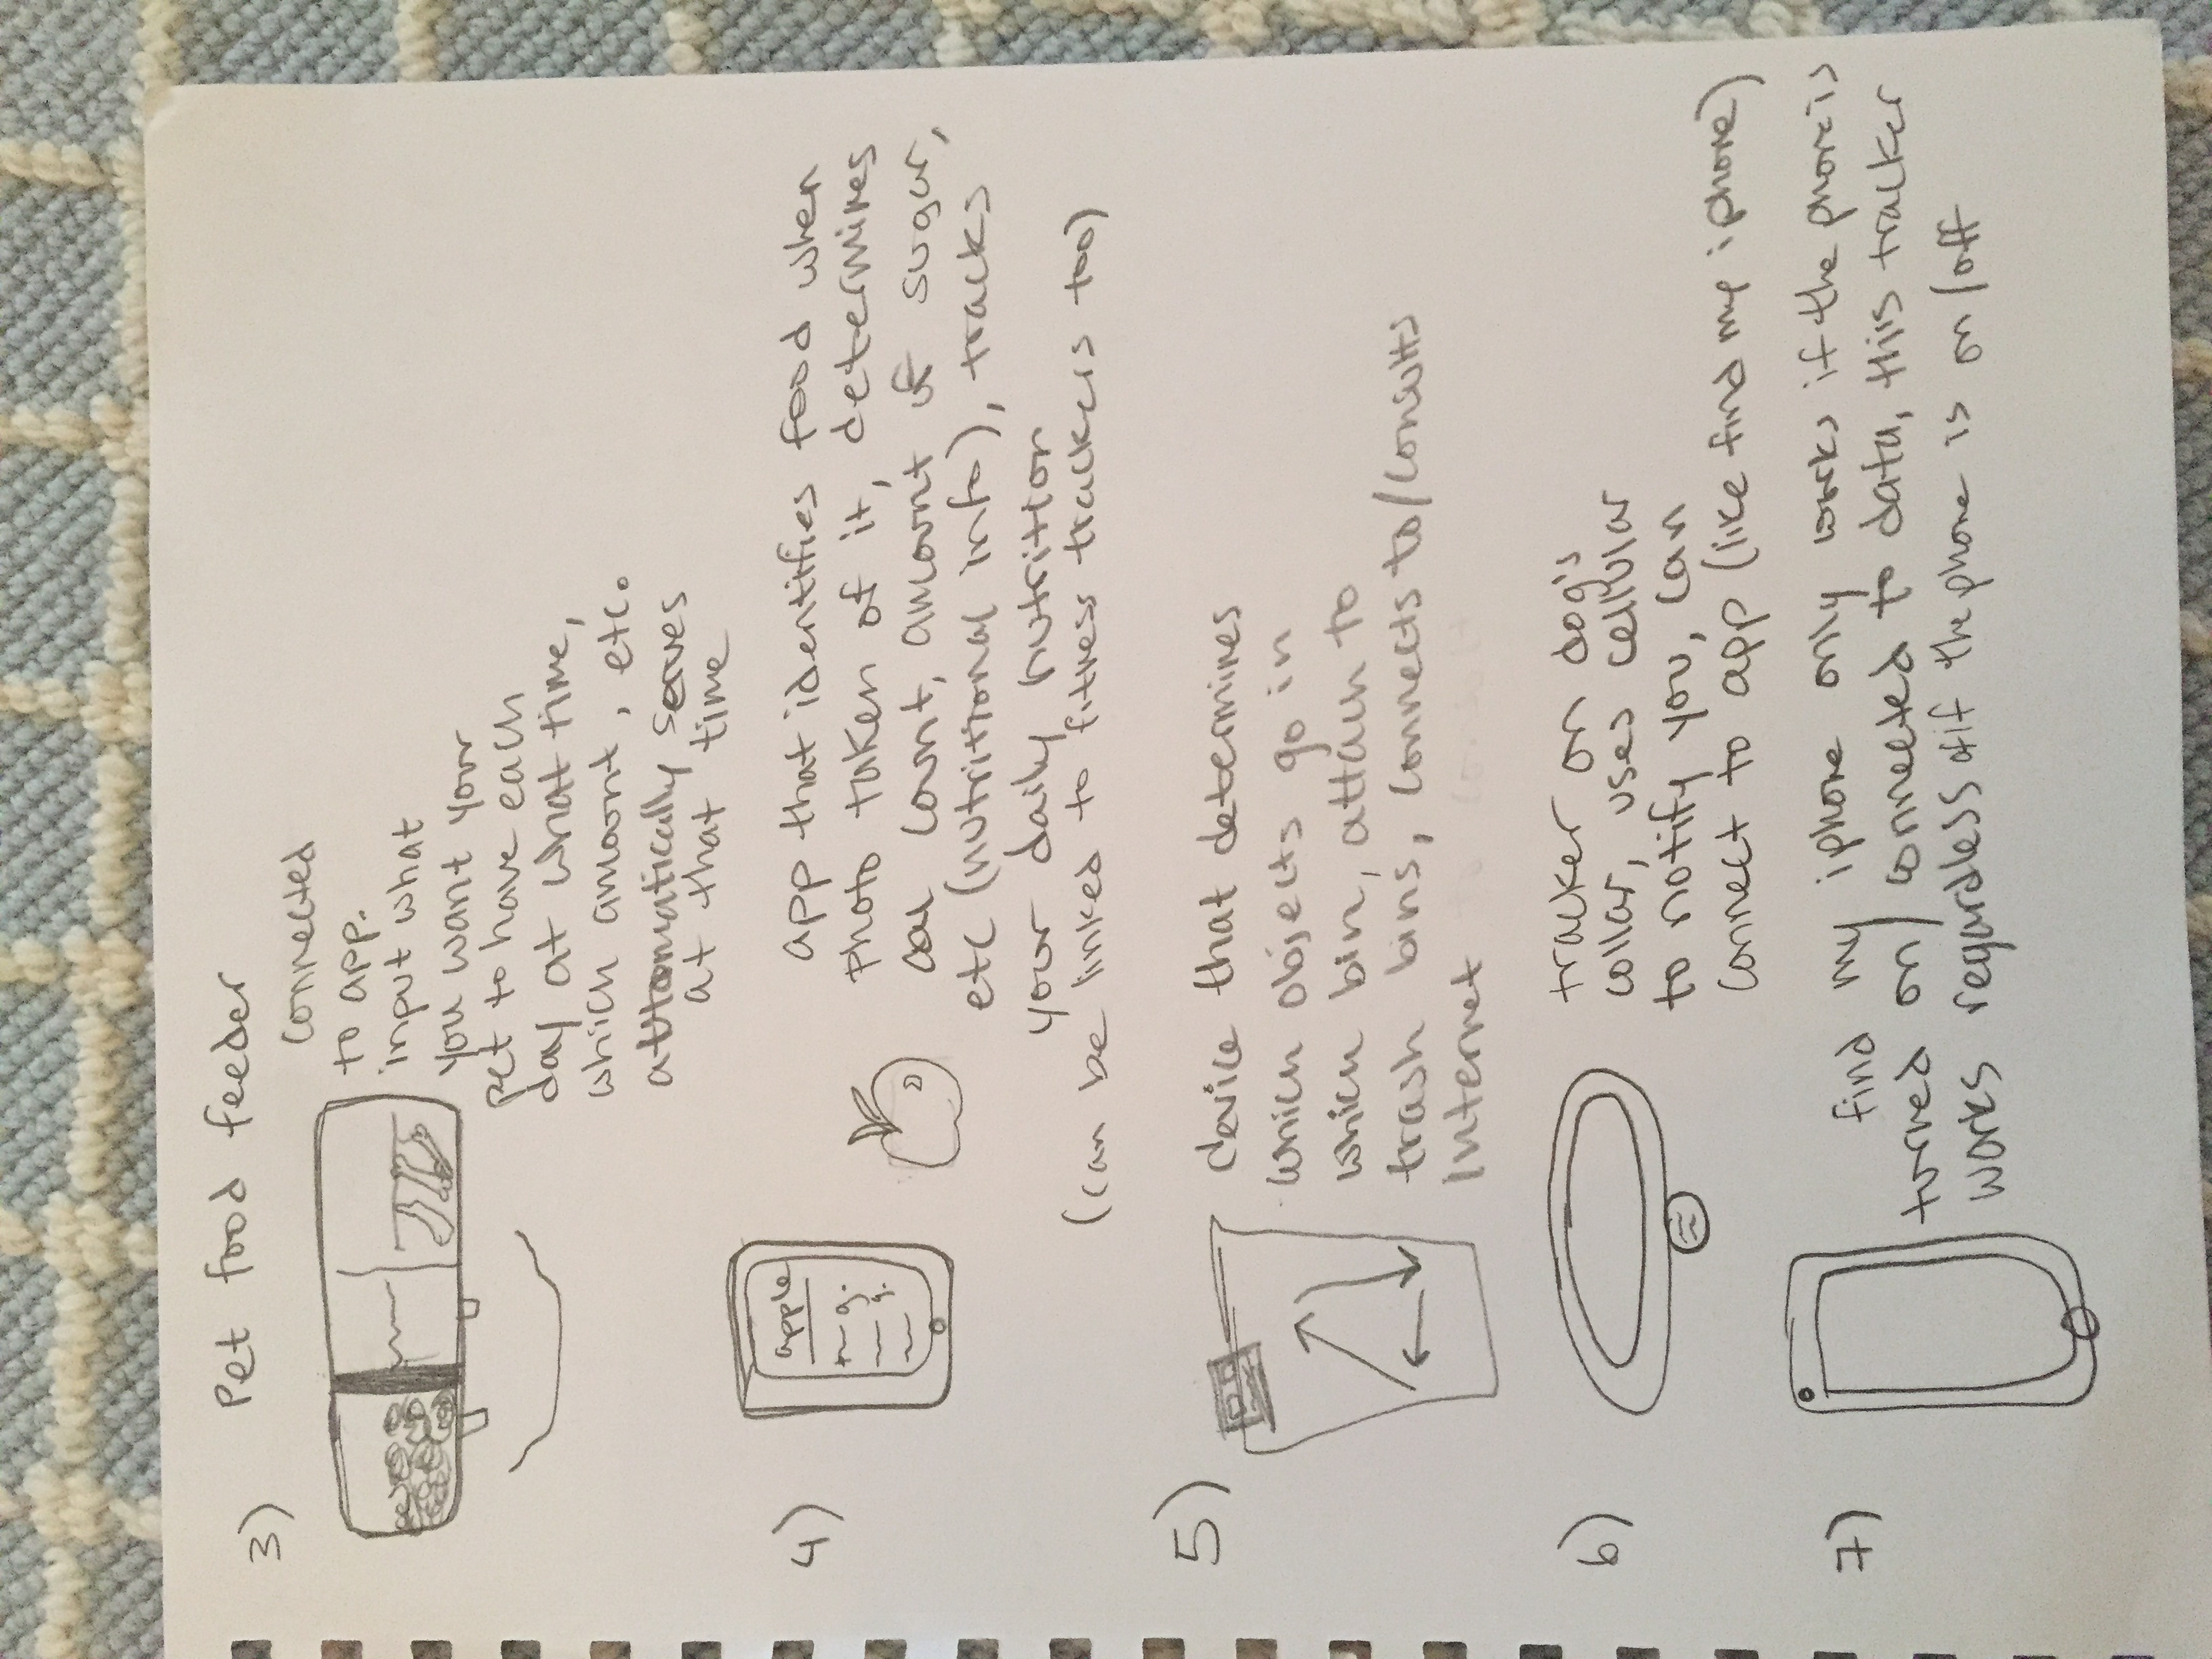 3) Pet food feeder
connected
to app.
input what
you want your
pet to have each
day at what time,
which amount, etc.
automatically serves
at that time
4) apple
g.
g.
app that identifies food when
photo taken of it, determines
cal count, amount of sugar,
etc (nutritional info), tracks
your daily nutrition
(can be linked to fitness trackers too)
5) device that determines
which objects go in
which bin, attach to
trash bins, connects to/consults
Internet
6) tracker on dog's
collar, uses cellular
to notify you, can
connect to app (like find my iphone)
7) find my iphone only works if the phone is
turned on/connected to data, this tracker
works regardless of if the phone is on/off